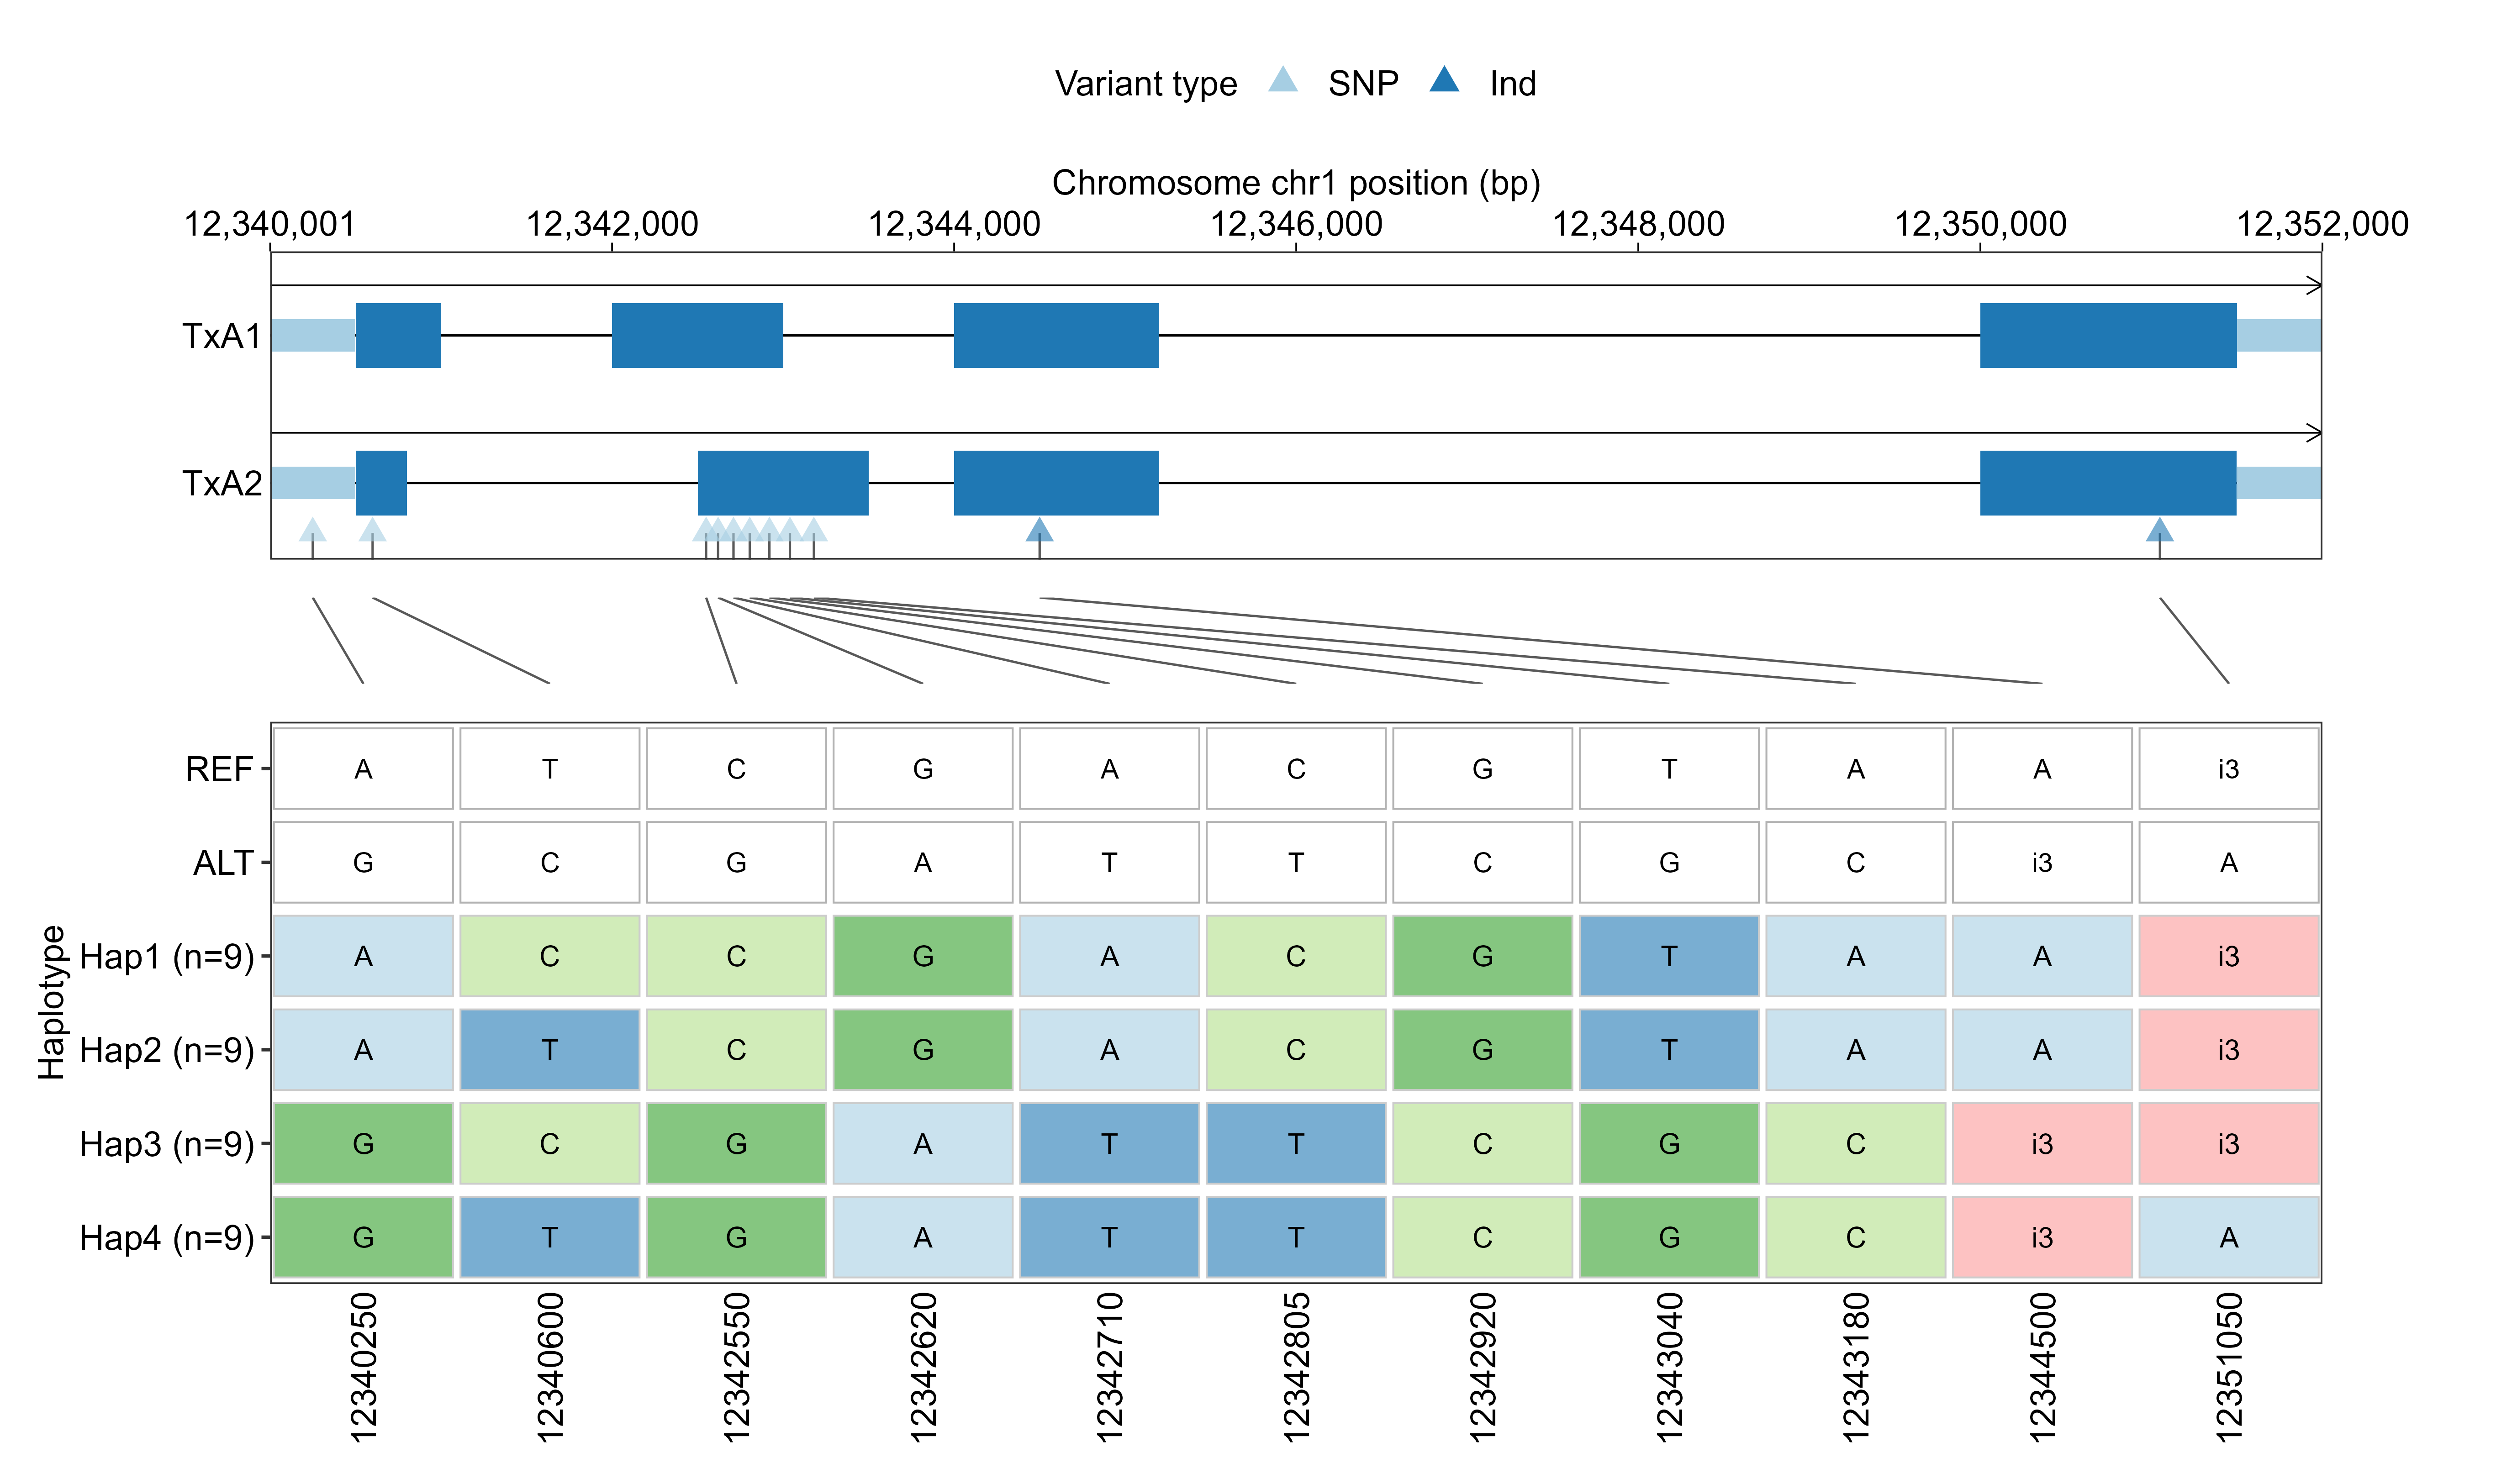 Variant type SNP Ind
Chromosome chr1 position (bp)
12,340,001 12,342,000 12,344,000 12,346,000 12,348,000 12,350,000 12,352,000
TxA1
TxA2
REF A T C G A C G T A A i3
ALT G C G A T T C G C i3 A
Haplotype
Hap1 (n=9) A C C G A C G T A A i3
Hap2 (n=9) A T C G A C G T A A i3
Hap3 (n=9) G C G A T T C G C i3 i3
Hap4 (n=9) G T G A T T C G C i3 A
12340250 12340600 12342550 12342620 12342710 12342805 12342920 12343040 12343180 12344500 12351050